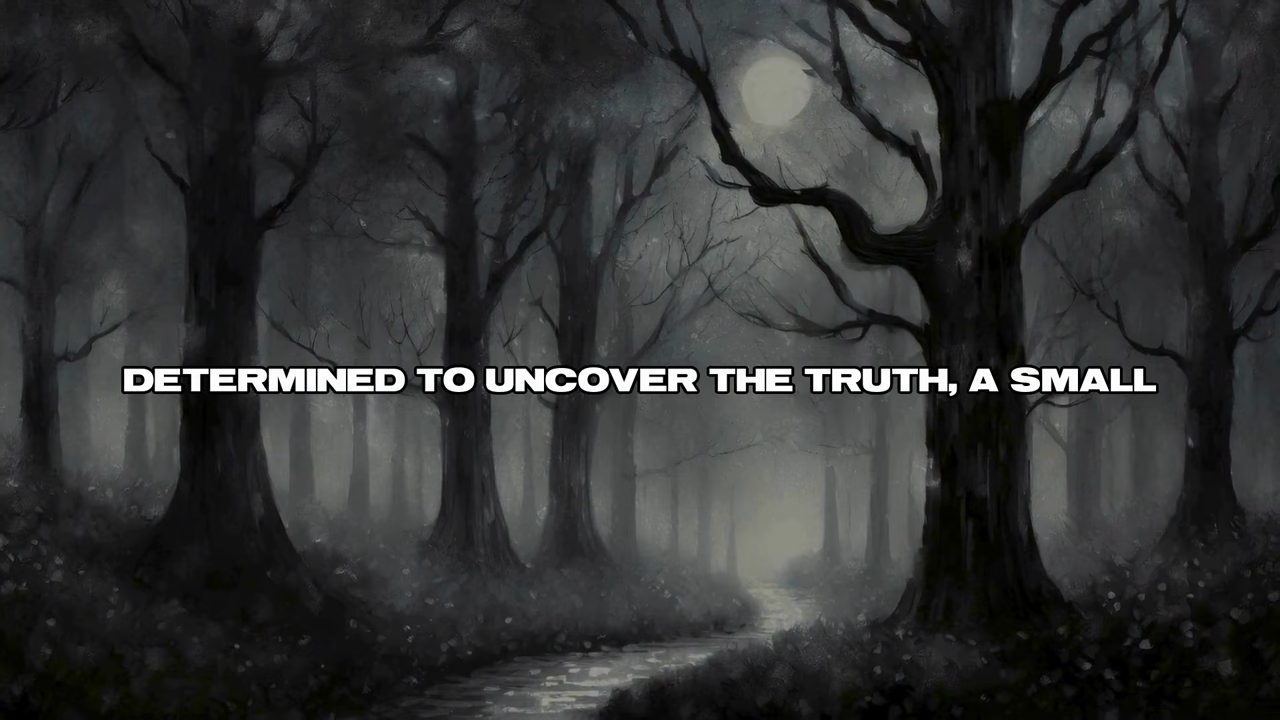 DETERMINED TO UNCOVER THE TRUTH, A SMALL